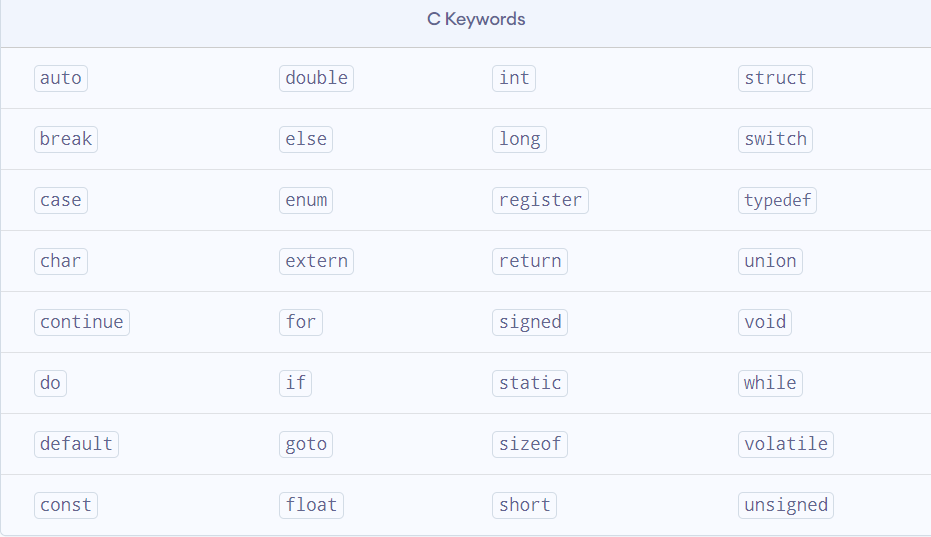 C Keywords
auto double int struct
break else long switch
case enum register typedef
char extern return union
continue for signed void
do if static while
default goto sizeof volatile
const float short unsigned